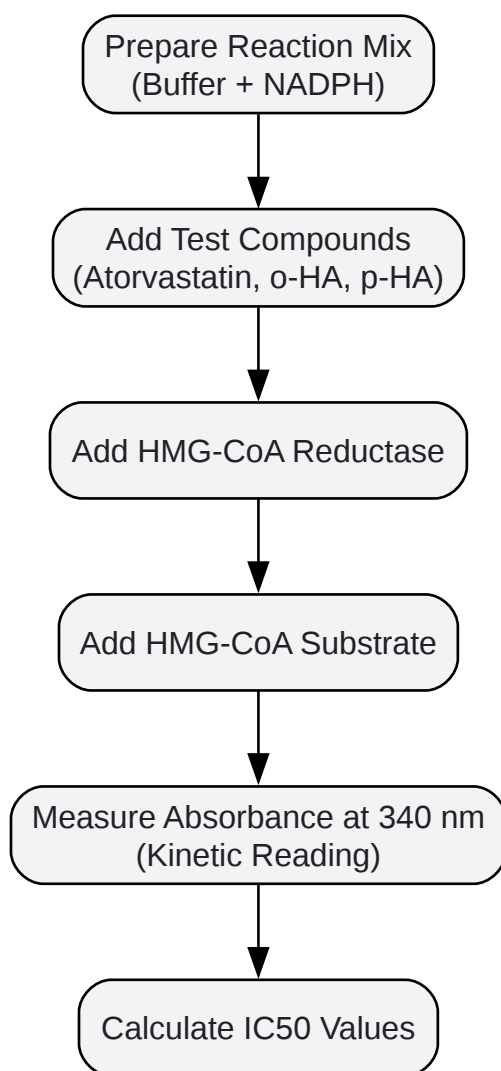 Prepare Reaction Mix
(Buffer + NADPH)
Add Test Compounds
(Atorvastatin, o-HA, p-HA)
Add HMG-CoA Reductase
Add HMG-CoA Substrate
Measure Absorbance at 340 nm
(Kinetic Reading)
Calculate IC50 Values